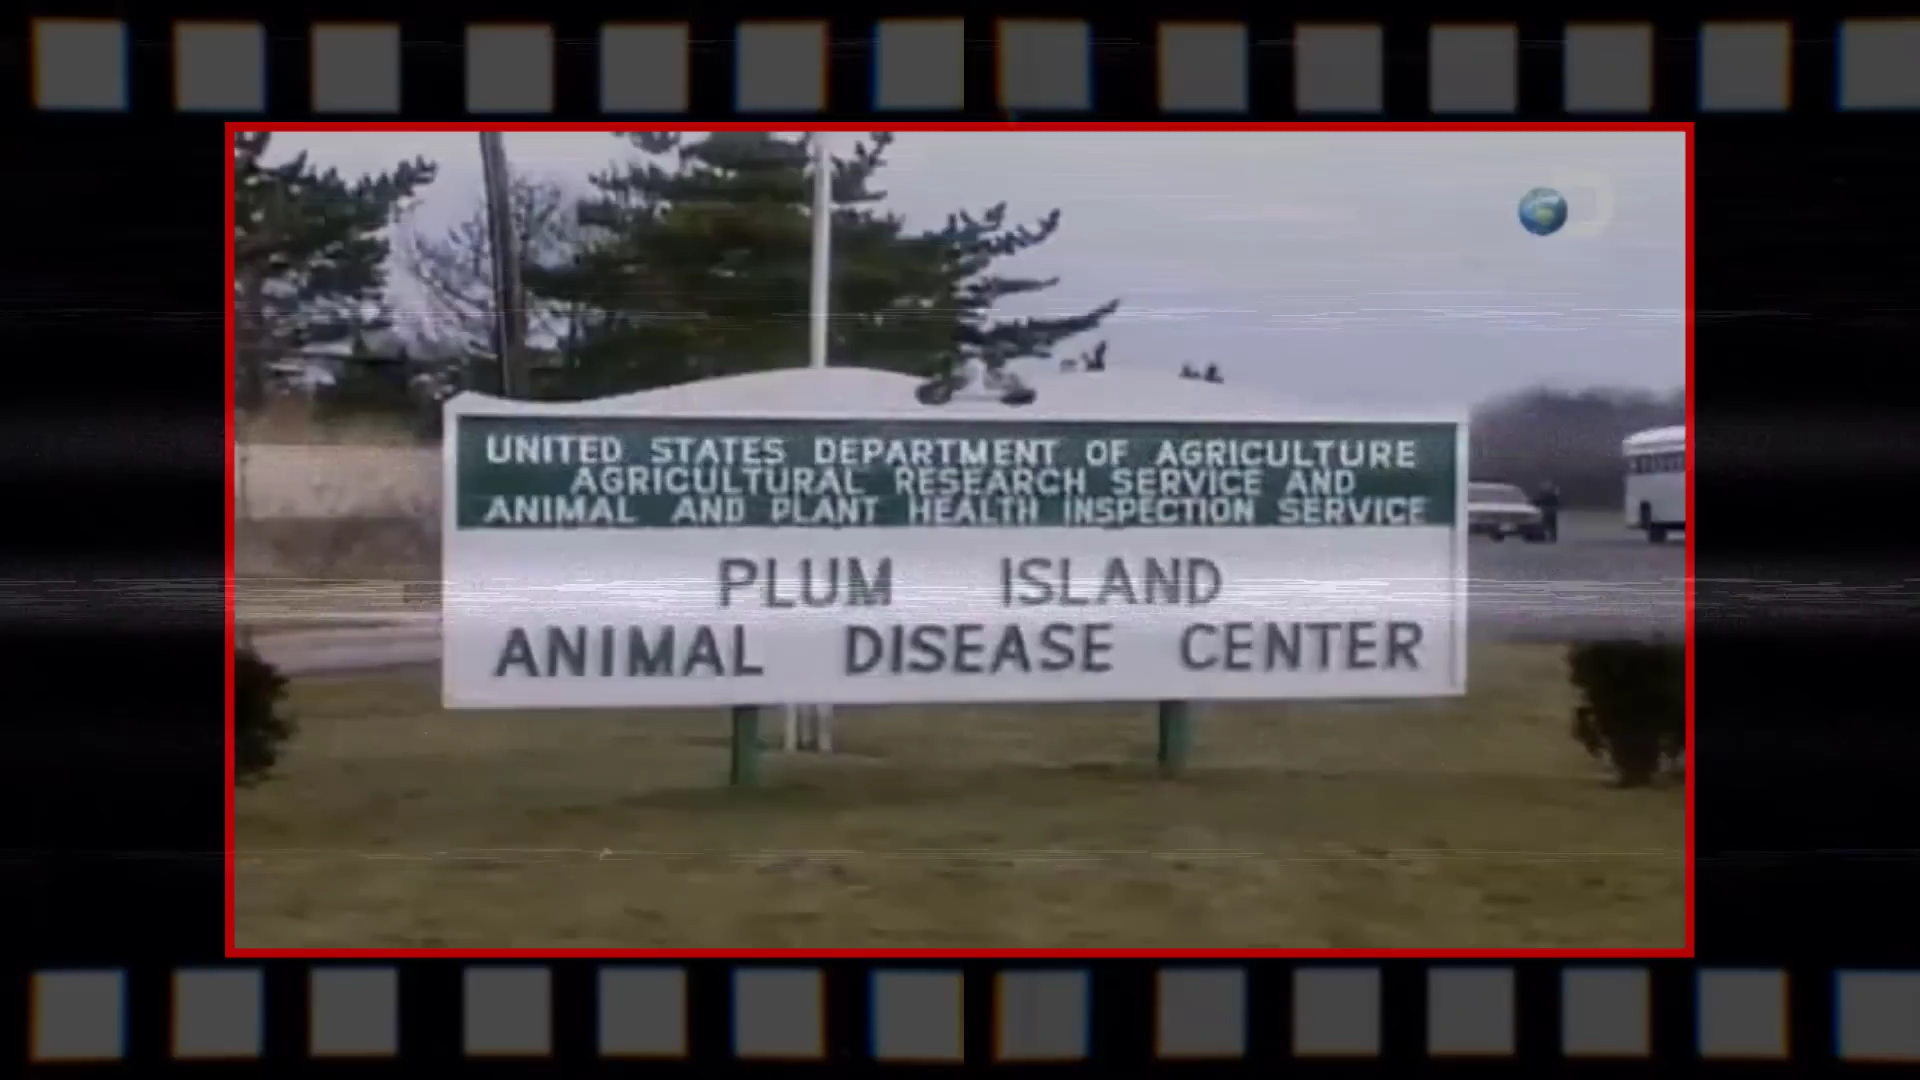 UNITED STATES DEPARTMENT OF AGRICULTURE
AGRICULTURAL RESEARCH SERVICE AND
ANIMAL AND PLANT HEALTH INSPECTION SERVICE
PLUM ISLAND
ANIMAL DISEASE CENTER